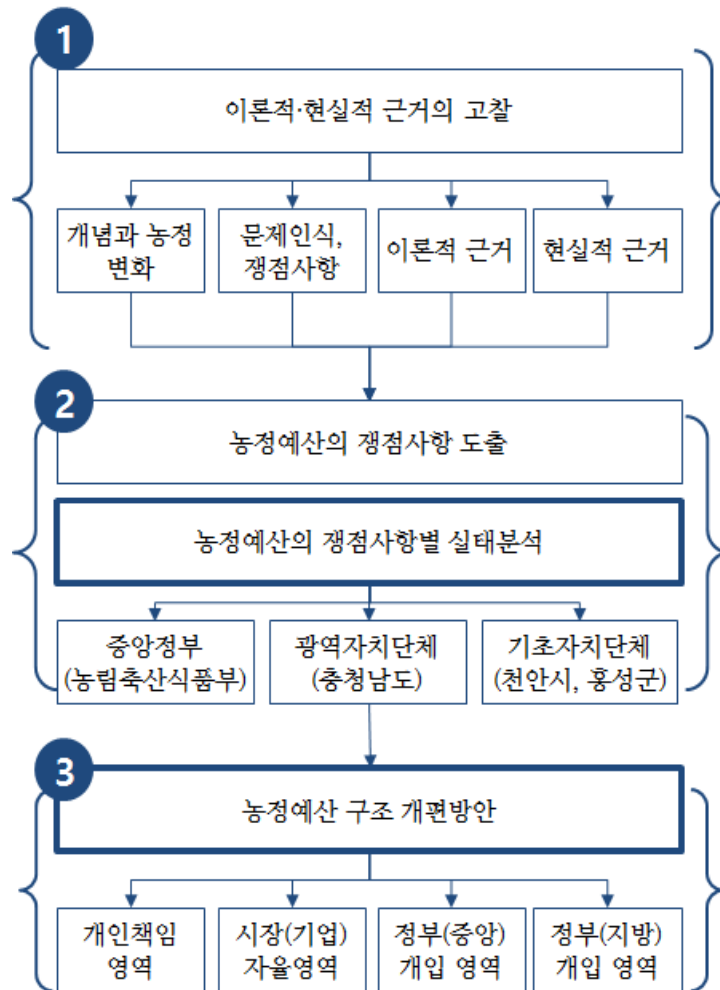 1
이론적·현실적 근거의 고찰
개념과 농정
변화
문제인식,
쟁점사항
이론적 근거
현실적 근거
2
농정예산의 쟁점사항 도출
농정예산의 쟁점사항별 실태분석
중앙정부
(농림축산식품부)
광역자치단체
(충청남도)
기초자치단체
(천안시, 홍성군)
3
농정예산 구조 개편방안
개인책임
영역
시장(기업)
자율영역
정부(중앙)
개입 영역
정부(지방)
개입 영역